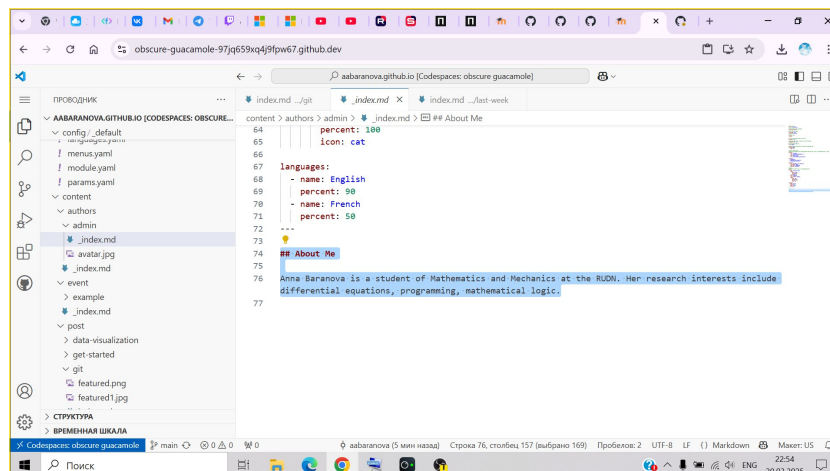 obscure-guacamole-97jq659xq4j9fpw67.github.dev
aabaranova.github.io [Codespaces: obscure guacamole]
ПРОВОДНИК
index.md .../git
_index.md
index.md .../last-week
AABARANOVA.GITHUB.IO [CODESPACES: OBSCURE...
content > authors > admin > _index.md > ## About Me
config/_default
languages.yaml
menus.yaml
module.yaml
params.yaml
content
authors
admin
_index.md
avatar.jpg
_index.md
event
example
_index.md
post
data-visualization
get-started
git
featured.png
featured1.jpg
СТРУКТУРА
ВРЕМЕННАЯ ШКАЛА
64 percent: 100
65 icon: cat
66
67 languages:
68 - name: English
69 percent: 90
70 - name: French
71 percent: 50
72 ---
73
74 ## About Me
75
76 Anna Baranova is a student of Mathematics and Mechanics at the RUDN. Her research interests include
differential equations, programming, mathematical logic.
77
Codespaces: obscure guacamole main 0 0 0 aabaranova (5 мин назад) Строка 76, столбец 157 (выбрано 169) Пробелов: 2 UTF-8 LF {} Markdown Макет: US
Поиск
ENG
22:54